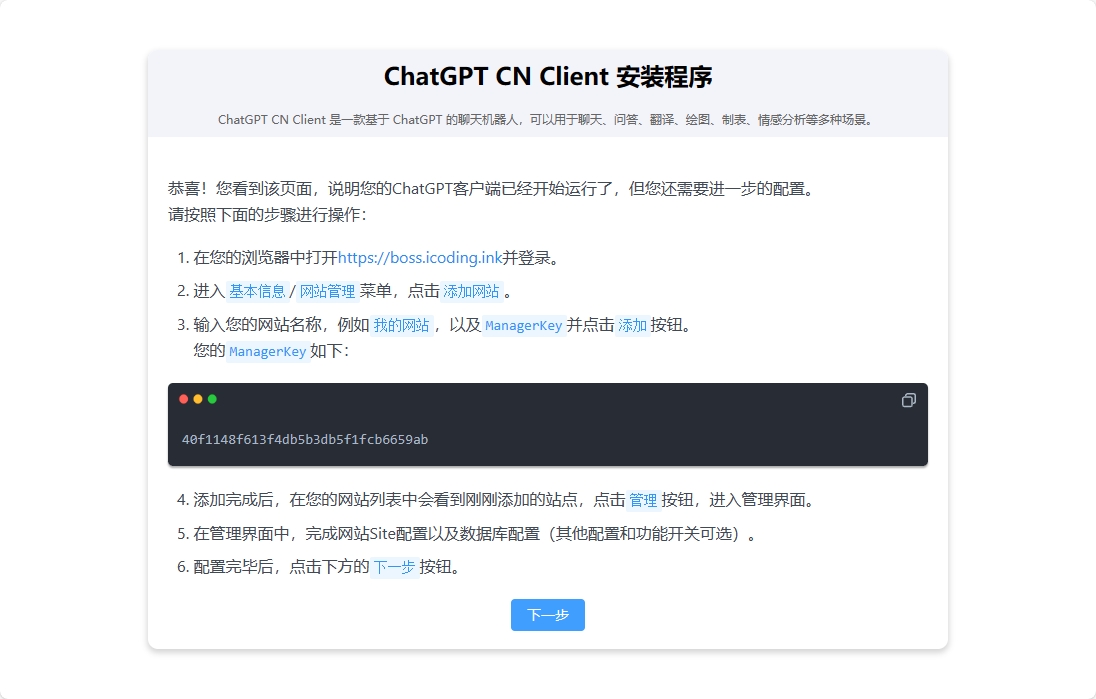 ChatGPT CN Client 安装程序
ChatGPT CN Client 是一款基于 ChatGPT 的聊天机器人，可以用于聊天、问答、翻译、绘图、制表、情感分析等多种场景。
恭喜！您看到该页面，说明您的ChatGPT客户端已经开始运行了，但您还需要进一步的配置。
请按照下面的步骤进行操作：
1. 在您的浏览器中打开https://boss.icoding.ink并登录。
2. 进入 基本信息 / 网站管理 菜单，点击 添加网站 。
3. 输入您的网站名称，例如 我的网站 ，以及 ManagerKey 并点击 添加 按钮。
您的 ManagerKey 如下：
40f1148f613f4db5b3db5f1fcb6659ab
4. 添加完成后，在您的网站列表中会看到刚刚添加的站点，点击 管理 按钮，进入管理界面。
5. 在管理界面中，完成网站Site配置以及数据库配置（其他配置和功能开关可选）。
6. 配置完毕后，点击下方的 下一步 按钮。
下一步